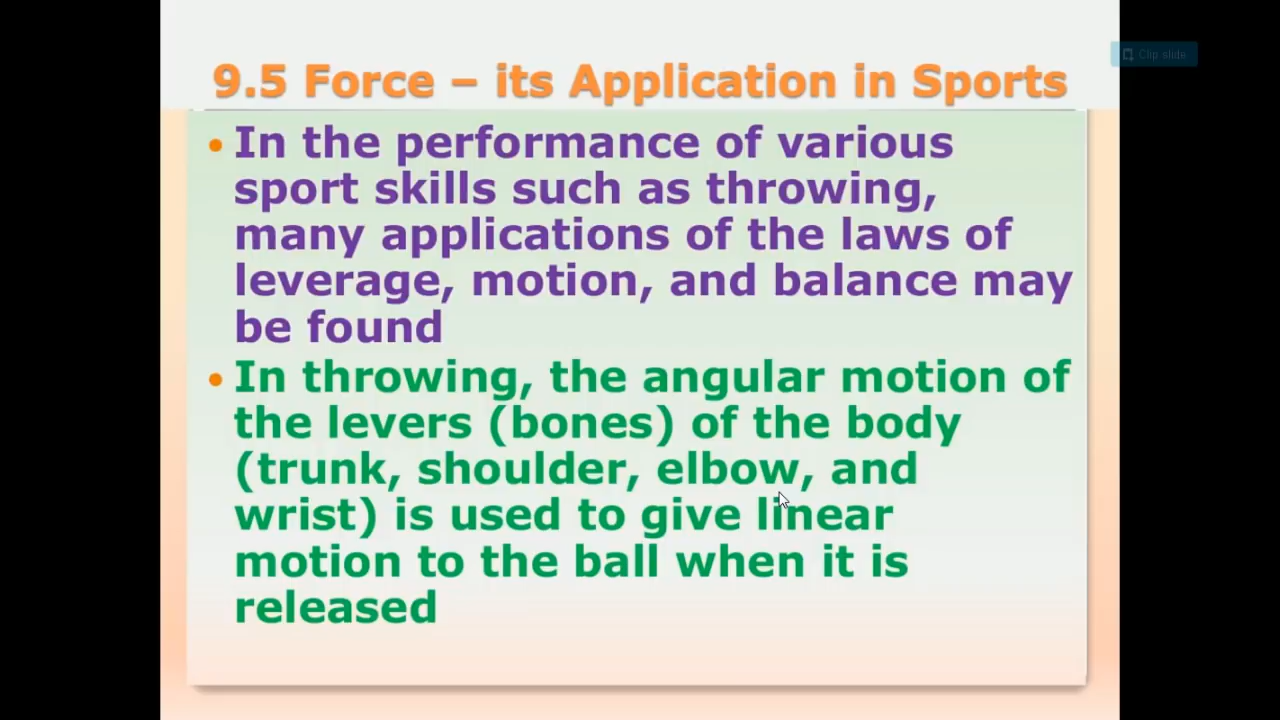 Clip slide
9.5 Force – its Application in Sports
• In the performance of various
sport skills such as throwing,
many applications of the laws of
leverage, motion, and balance may
be found
• In throwing, the angular motion of
the levers (bones) of the body
(trunk, shoulder, elbow, and
wrist) is used to give linear
motion to the ball when it is
released